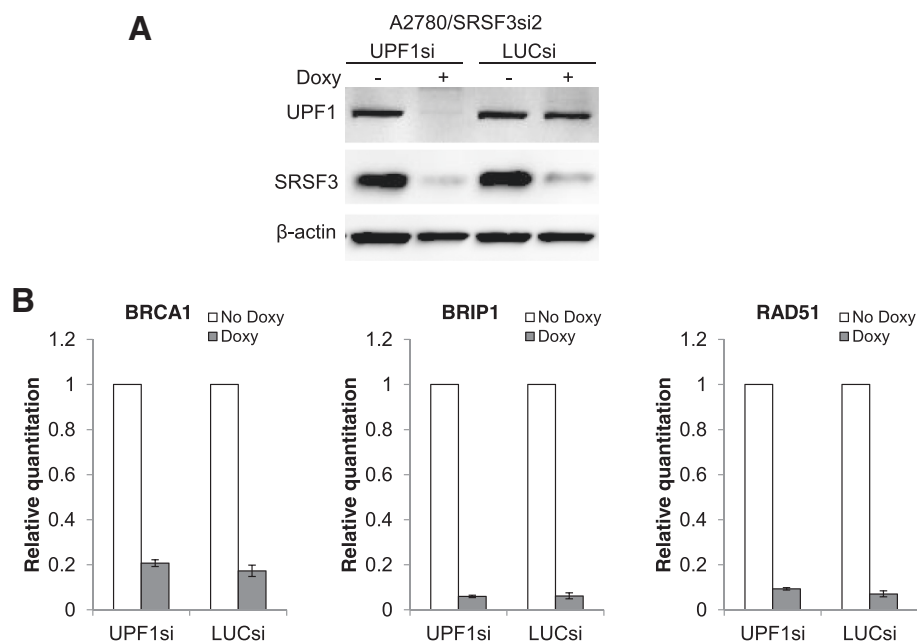 A
A2780/SRSF3si2
UPF1si LUCsi
Doxy - + - +
UPF1
SRSF3
β-actin
B
BRCA1
No Doxy
Doxy
Relative quantitation
1.2
1
0.8
0.6
0.4
0.2
0
UPF1si LUCsi
BRIP1
No Doxy
Doxy
Relative quantitation
1.2
1
0.8
0.6
0.4
0.2
0
UPF1si LUCsi
RAD51
No Doxy
Doxy
Relative quantitation
1.2
1
0.8
0.6
0.4
0.2
0
UPF1si LUCsi